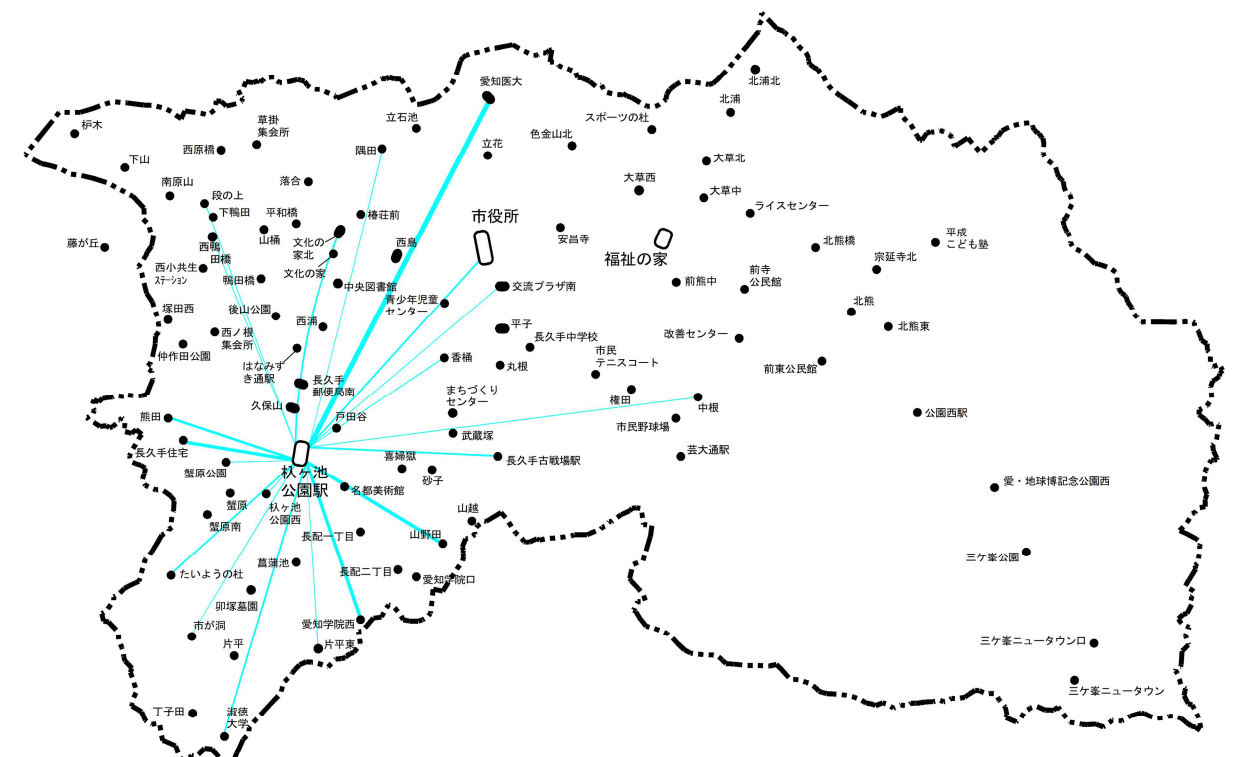 愛知医大
北浦北
北浦
枦木
草掛
集会所
立石池
スポーツの杜
色金山北
西原橋
隅田
立花
下山
大草北
南原山
落合
大草西
大草中
段の上
下鴨田
平和橋
椿荘前
市役所
ライスセンター
藤が丘
西鴨
田橋
山桶
文化の
家北
西島
安昌寺
福祉の家
北熊橋
平成
こども塾
西小共生
ステーション
鴨田橋
文化の家
中央図書館
青少年児童
センター
交流プラザ南
前熊中
前寺
公民館
宗延寺北
塚田西
後山公園
西浦
北熊
西ノ根
集会所
平子
長久手中学校
改善センター
北熊東
仲作田公園
はなみず
き通駅
香桶
丸根
市民
テニスコート
前東公民館
長久手
郵便局南
まちづくり
センター
権田
中根
久保山
戸田谷
熊田
市民野球場
公園西駅
武蔵塚
長久手住宅
蟹原公園
杁ヶ池
公園駅
喜婦嶽
砂子
長久手古戦場駅
芸大通駅
愛・地球博記念公園西
蟹原
杁ヶ池
公園西
名都美術館
蟹原南
山越
長配一丁目
山野田
三ケ峯公園
たいようの杜
菖蒲池
長配二丁目
愛知学院口
卯塚墓園
市が洞
愛知学院西
片平
片平東
三ケ峯ニュータウン口
三ケ峯ニュータウン
丁子田
淑徳
大学